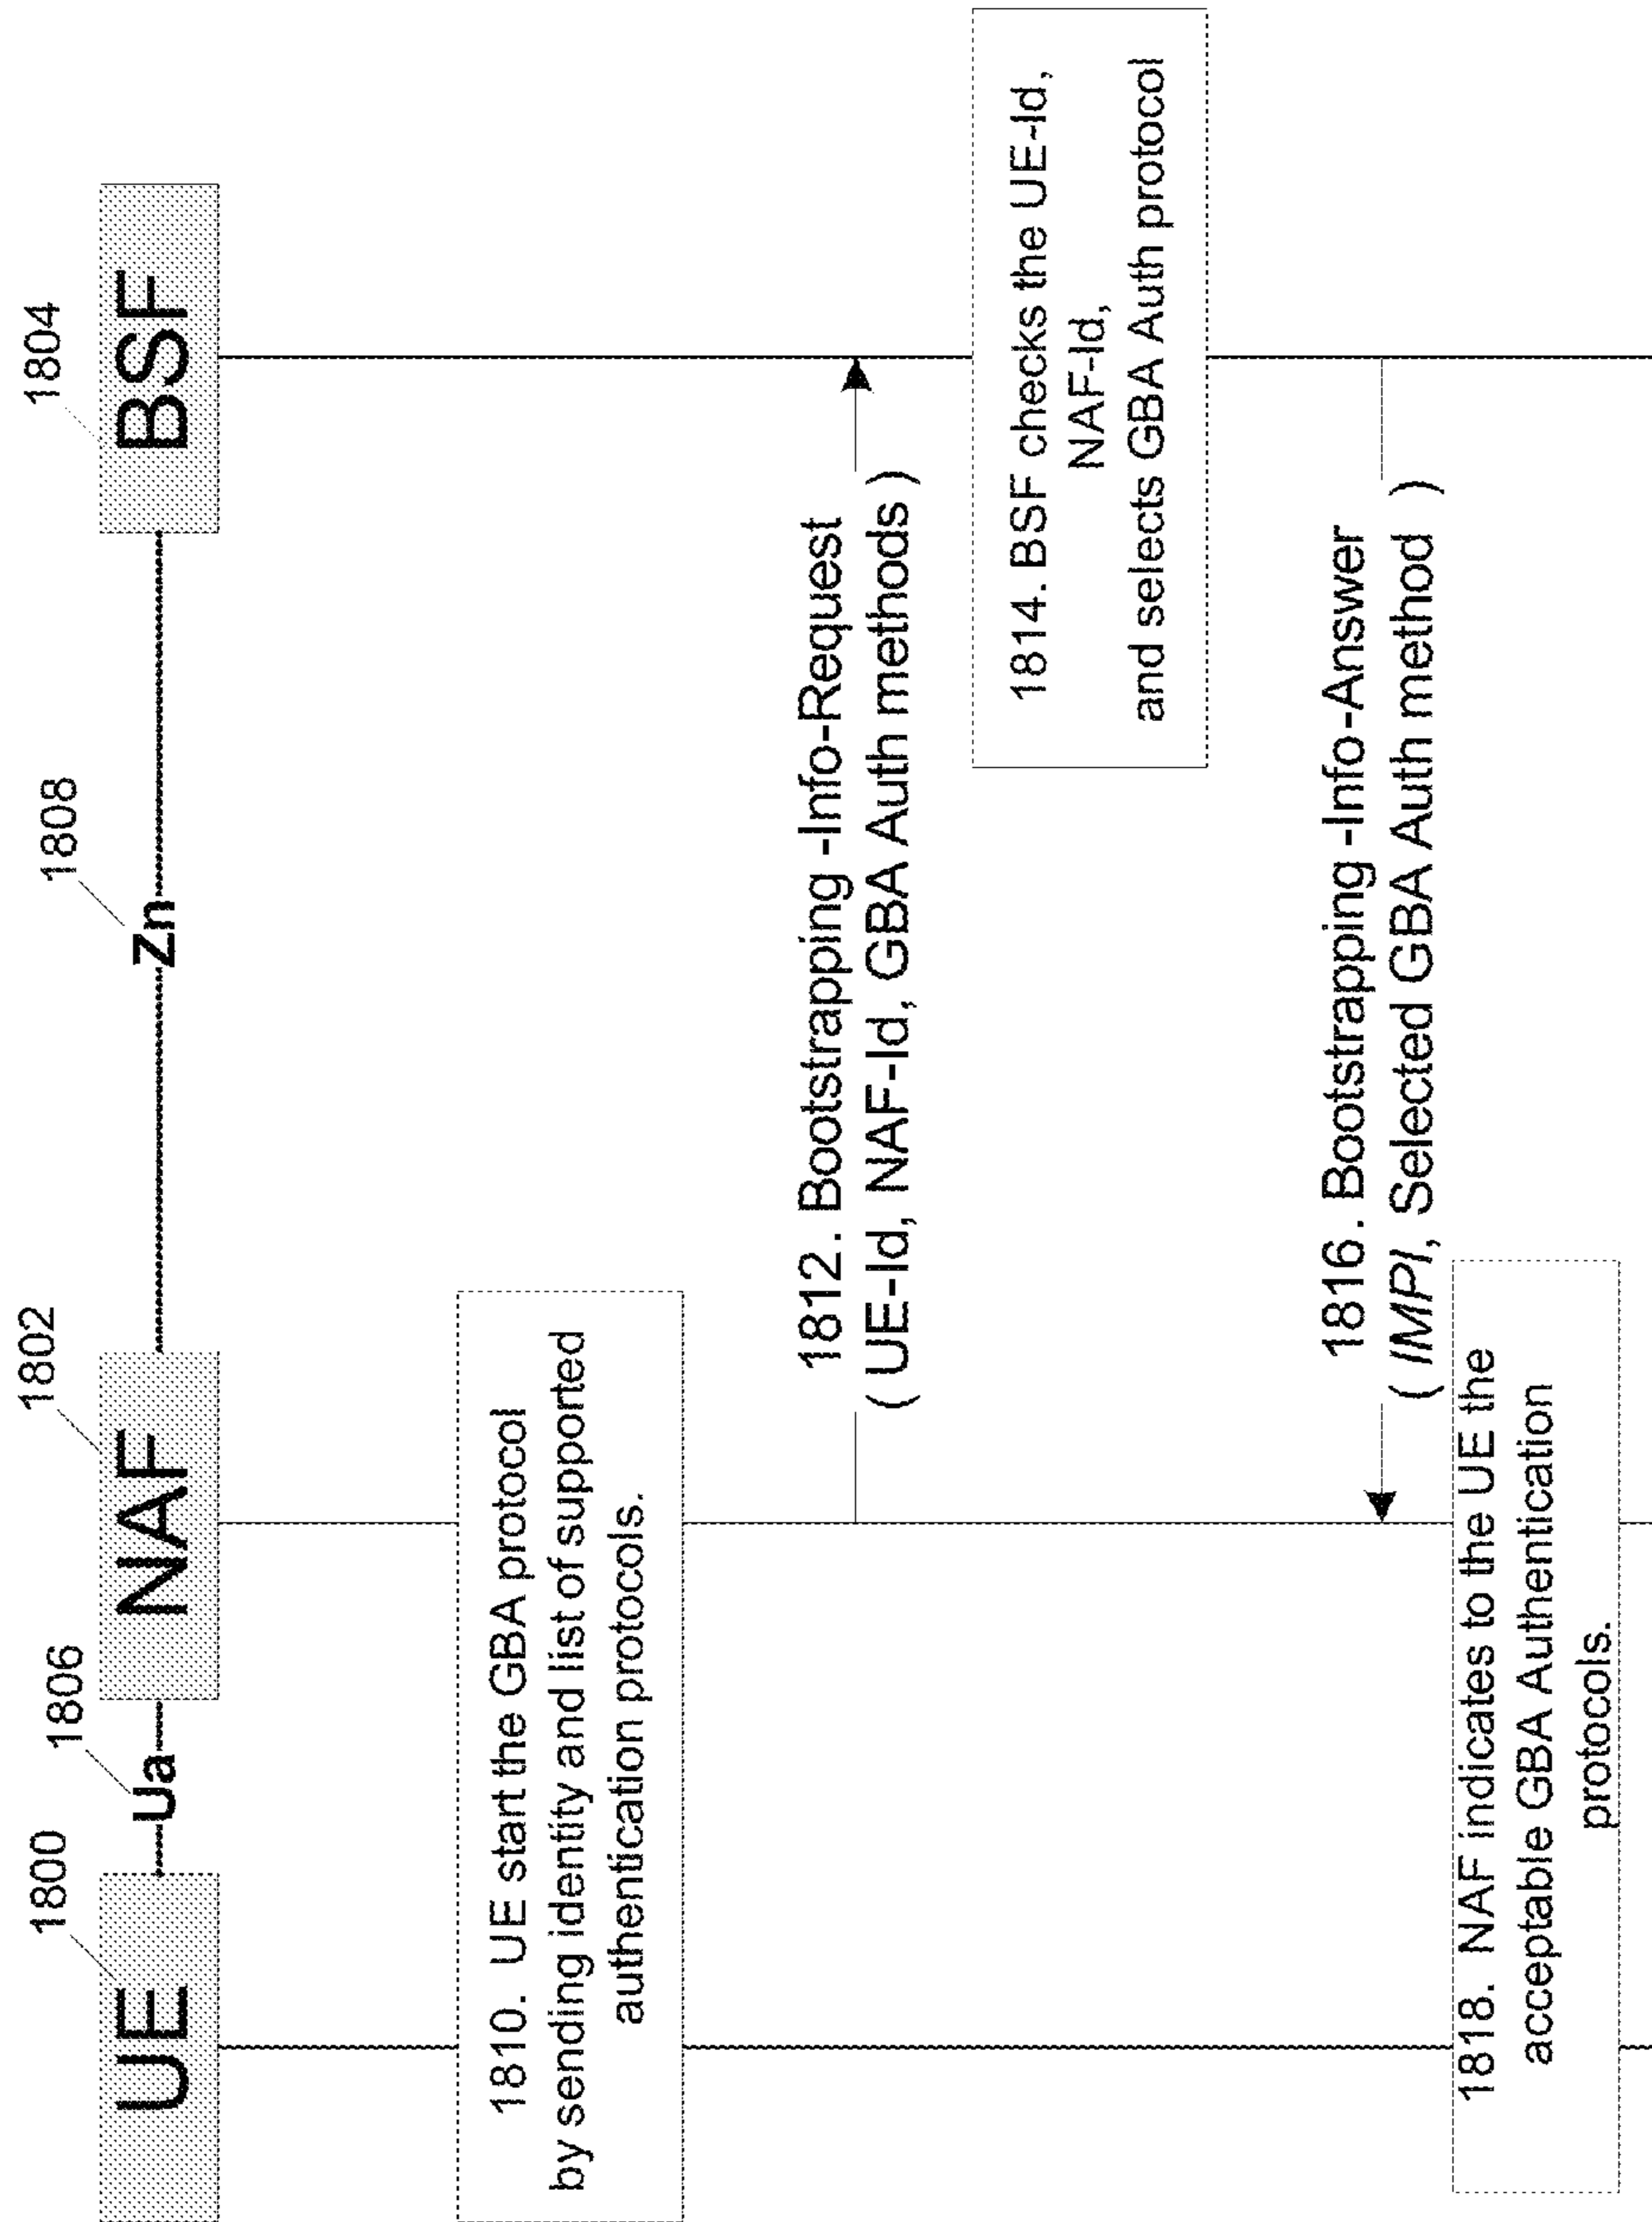 1800
1806
1802
1808
1804
UE
Ua
NAF
Zn
BSF
1810. UE start the GBA protocol
by sending identity and list of supported
authentication protocols.
1812. Bootstrapping -Info-Request
( UE-Id, NAF-Id, GBA Auth methods )
1814. BSF checks the UE-Id,
NAF-Id,
and selects GBA Auth protocol
1816. Bootstrapping -Info-Answer
( IMPI, Selected GBA Auth method )
1818. NAF indicates to the UE the
acceptable GBA Authentication
protocols.